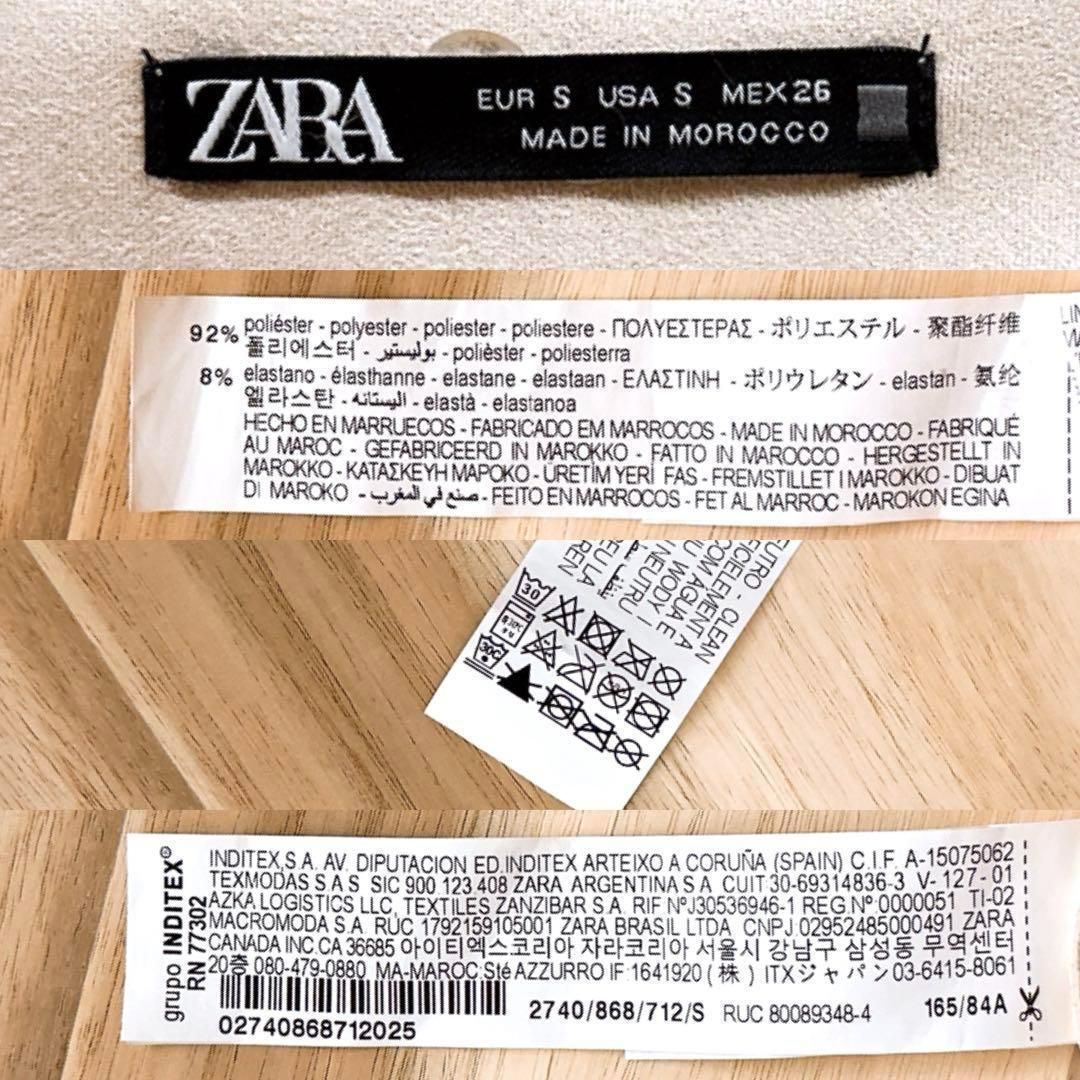 ZARA
EUR S USA S MEX 26
MADE IN MOROCCO
92% poliéster - polyester - poliester - poliestere - ΠΟΛΥΕΣΤΕΡΑΣ - ポリエステル - 聚酯纤维
폴리에스터 - بوليستير - polièster - poliesterra
8% elastano - élasthanne - elastane - elastaan - ΕΛΑΣΤΙΝΗ - ポリウレタン - elastan - 氨纶
엘라스탄 - اليستانه - elastà - elastanoa
HECHO EN MARRUECOS - FABRICADO EM MARROCOS - MADE IN MOROCCO - FABRIQUÉ
AU MAROC - GEFABRICEERD IN MAROKKO - FATTO IN MAROCCO - HERGESTELLT IN
MAROKKO - ΚΑΤΑΣΚΕΥΗ ΜΑΡΟΚΟ - ÜRETIM YERI FAS - FREMSTILLET I MAROKKO - DIBUAT
DI MAROKO - صنع في المغرب - FEITO EN MARROCOS - FET AL MARROC - MAROKON EGINA
- CLEAN
COM AGUA E
30
30C
grupo INDITEX®
RN 77302
INDITEX,S.A. AV. DIPUTACION ED.INDITEX ARTEIXO A CORUÑA (SPAIN) C.I.F. A-15075062
TEXMODAS S A S SIC 900 123 408 ZARA ARGENTINA S A CUIT 30-69314836-3 V- 127 - 01
AZKA LOGISTICS LLC, TEXTILES ZANZIBAR S.A. RIF NºJ30536946-1 REG Nº 0000051 TI-02
MACROMODA S.A. RUC 1792159105001 ZARA BRASIL LTDA CNPJ:02952485000491 ZARA
CANADA INC.CA 36685 아이티엑스코리아 자라코리아 서울시 강남구 삼성동 무역센터
20층 080-479-0880 MA-MAROC:Sté AZZURRO IF:1641920 (株) ITXジャパン03-6415-8061
02740868712025
2740/868/712/S RUC 80089348-4 165/84A